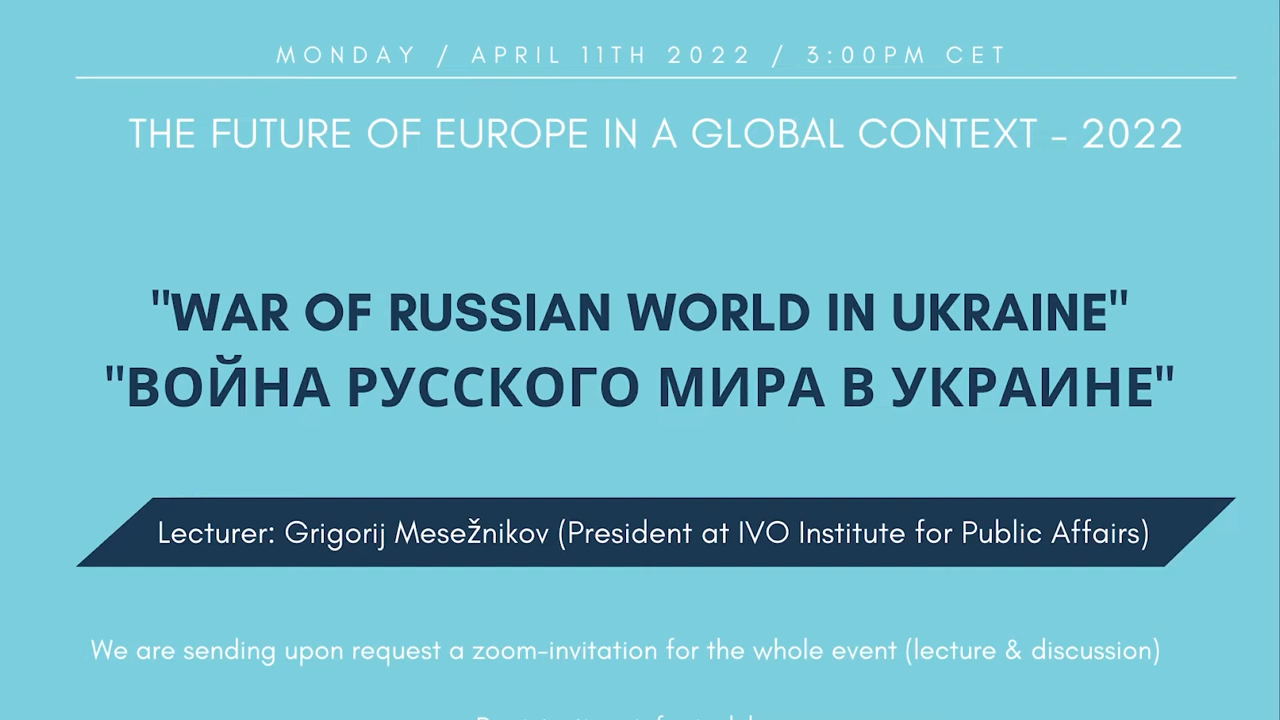 MONDAY / APRIL 11TH 2022 / 3:00PM CET
THE FUTURE OF EUROPE IN A GLOBAL CONTEXT – 2022
"WAR OF RUSSIAN WORLD IN UKRAINE"
"ВОЙНА РУССКОГО МИРА В УКРАИНЕ"
Lecturer: Grigorij Mesežnikov (President at IVO Institute for Public Affairs)
We are sending upon request a zoom-invitation for the whole event (lecture & discussion)